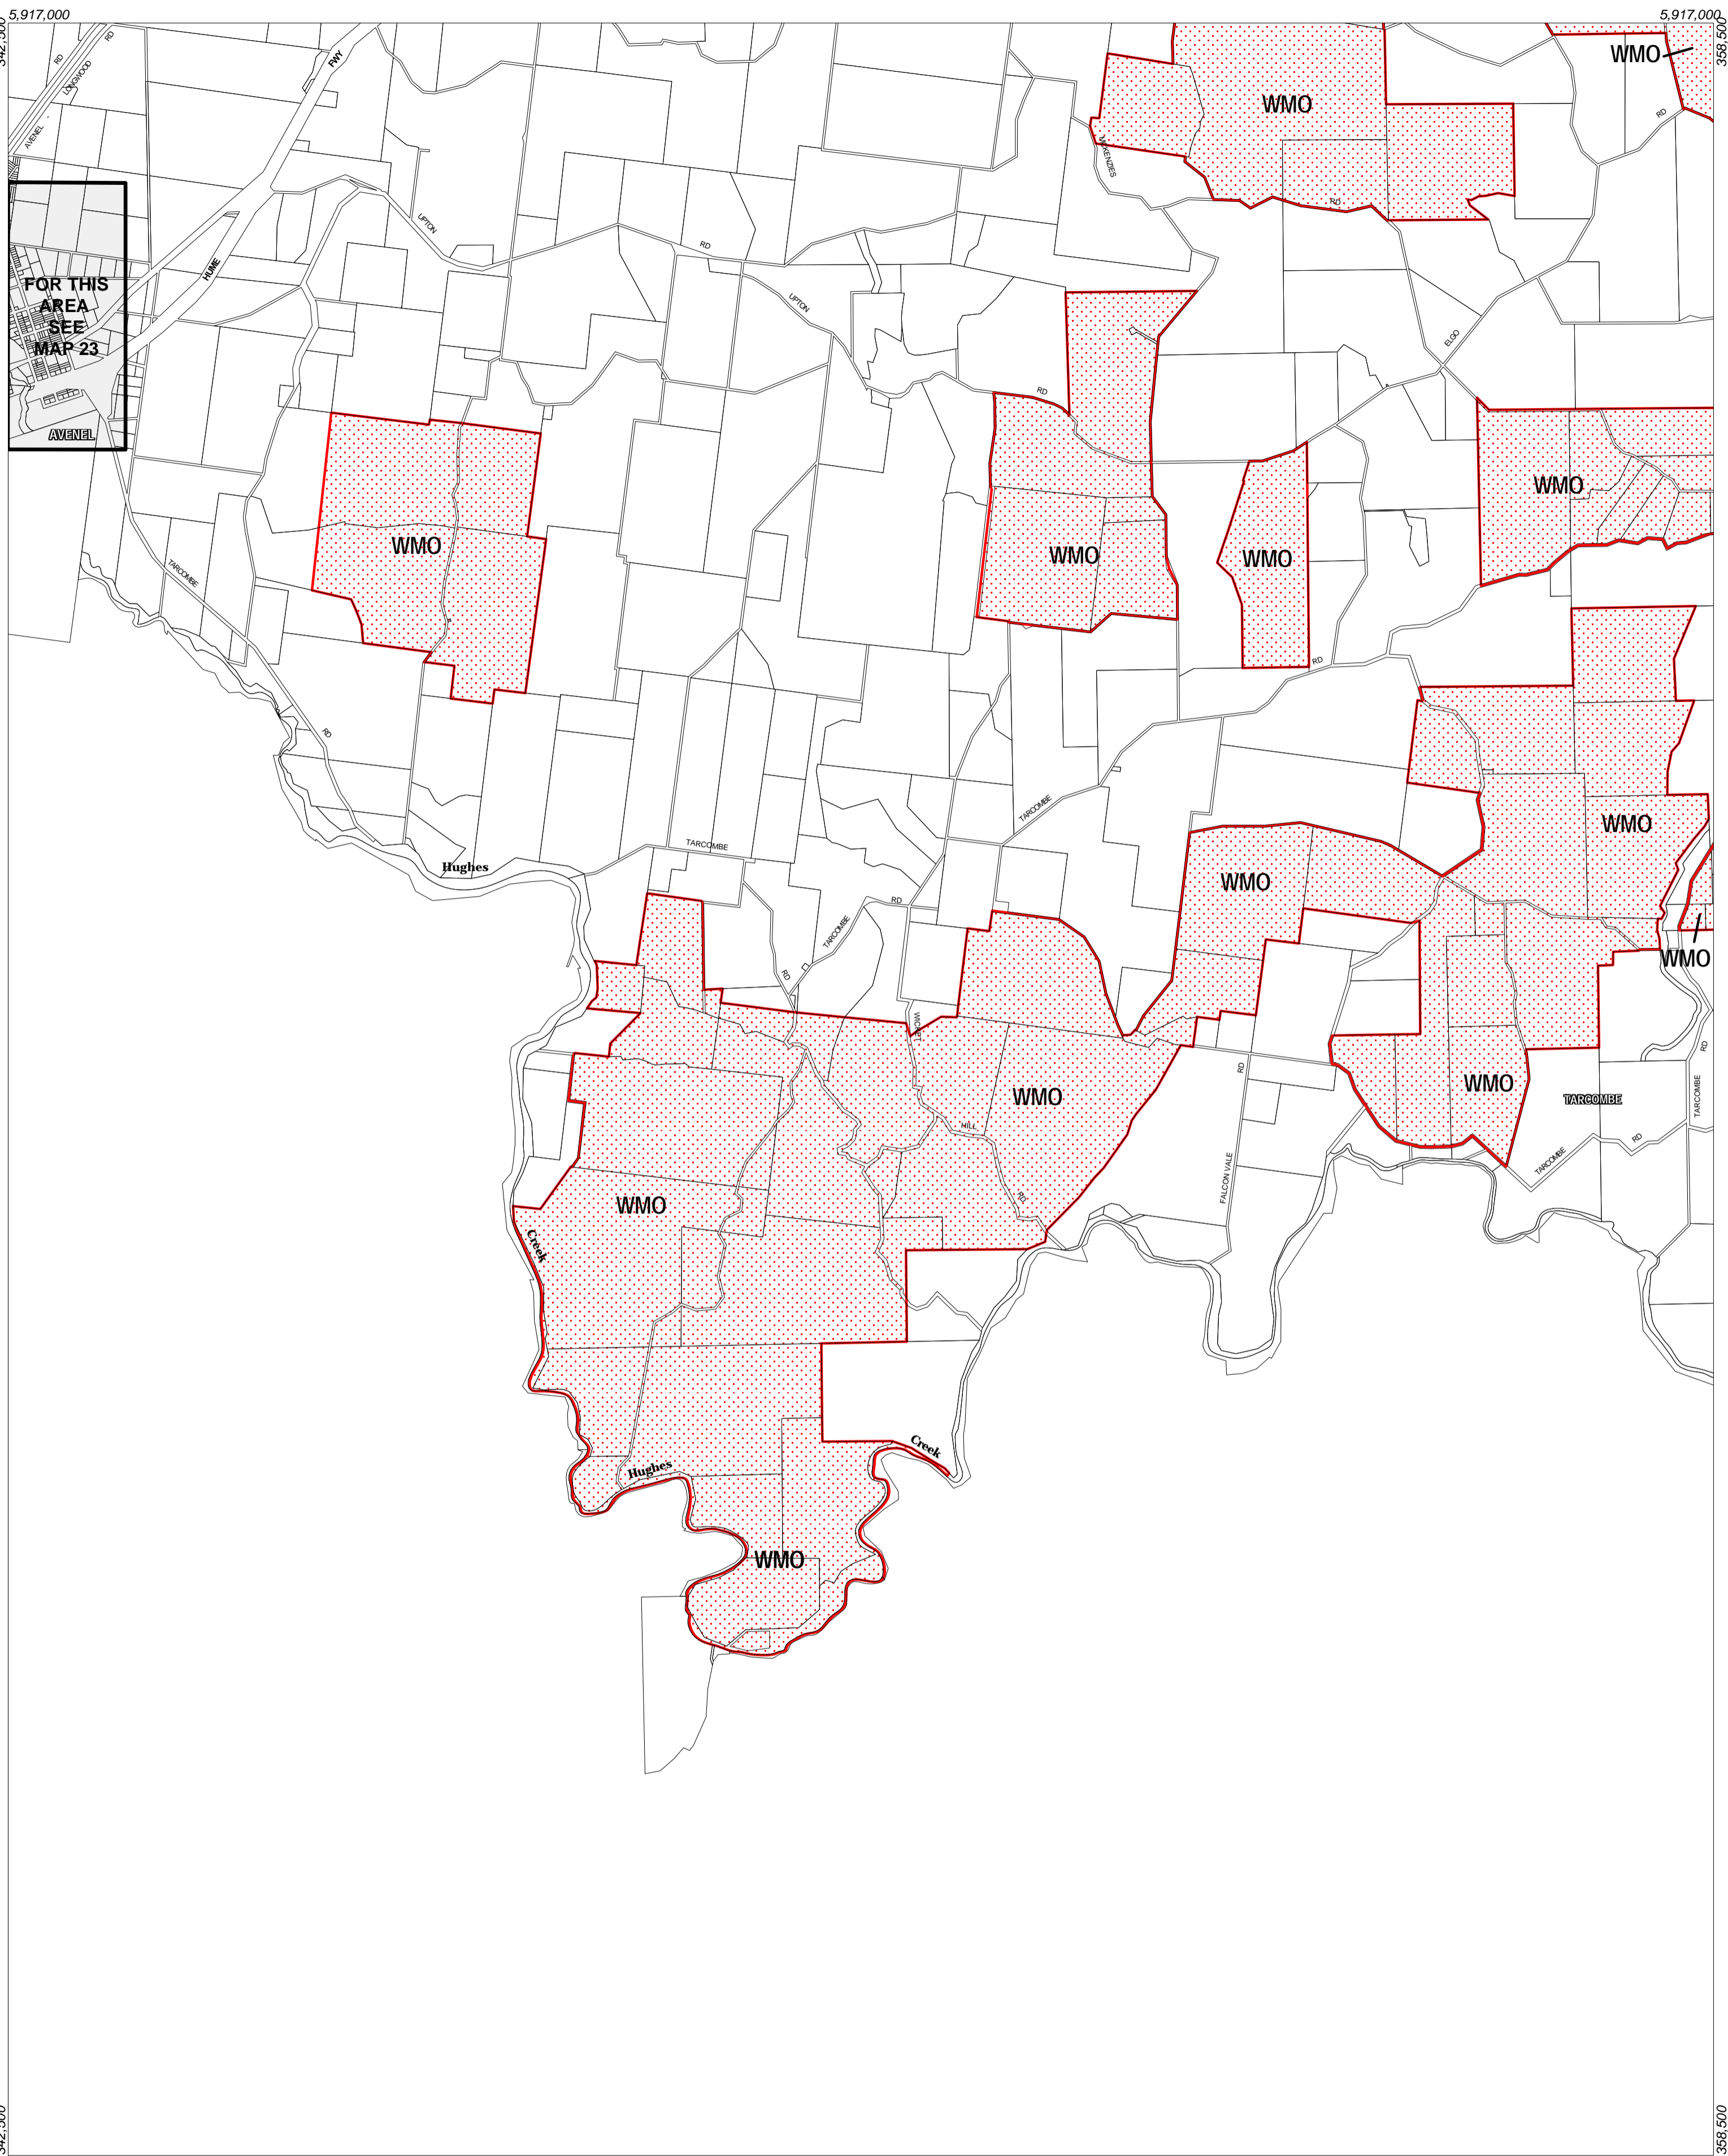 5,917,000
5,917,000
342,500
358,500
RD
RD
LONGWOOD
AVENEL
FWY
HUME
UPTON
RD
UPTON
RD
MCKENZIES
RD
WMO
WMO
RD
ELGO
FOR THIS
AREA
SEE
MAP 23
AVENEL
WMO
WMO
WMO
WMO
TARCOMBE
RD
RD
TARCOMBE
TARCOMBE
Hughes
WMO
WMO
RD
TARCOMBE
RD
WMO
WICHT
WMO
HILL
RD
RD
FALCON VALE
WMO
TARCOMBE
RD
TARCOMBE
TARCOMBE
RD
WMO
Creek
Creek
Hughes
WMO
342,500
358,500